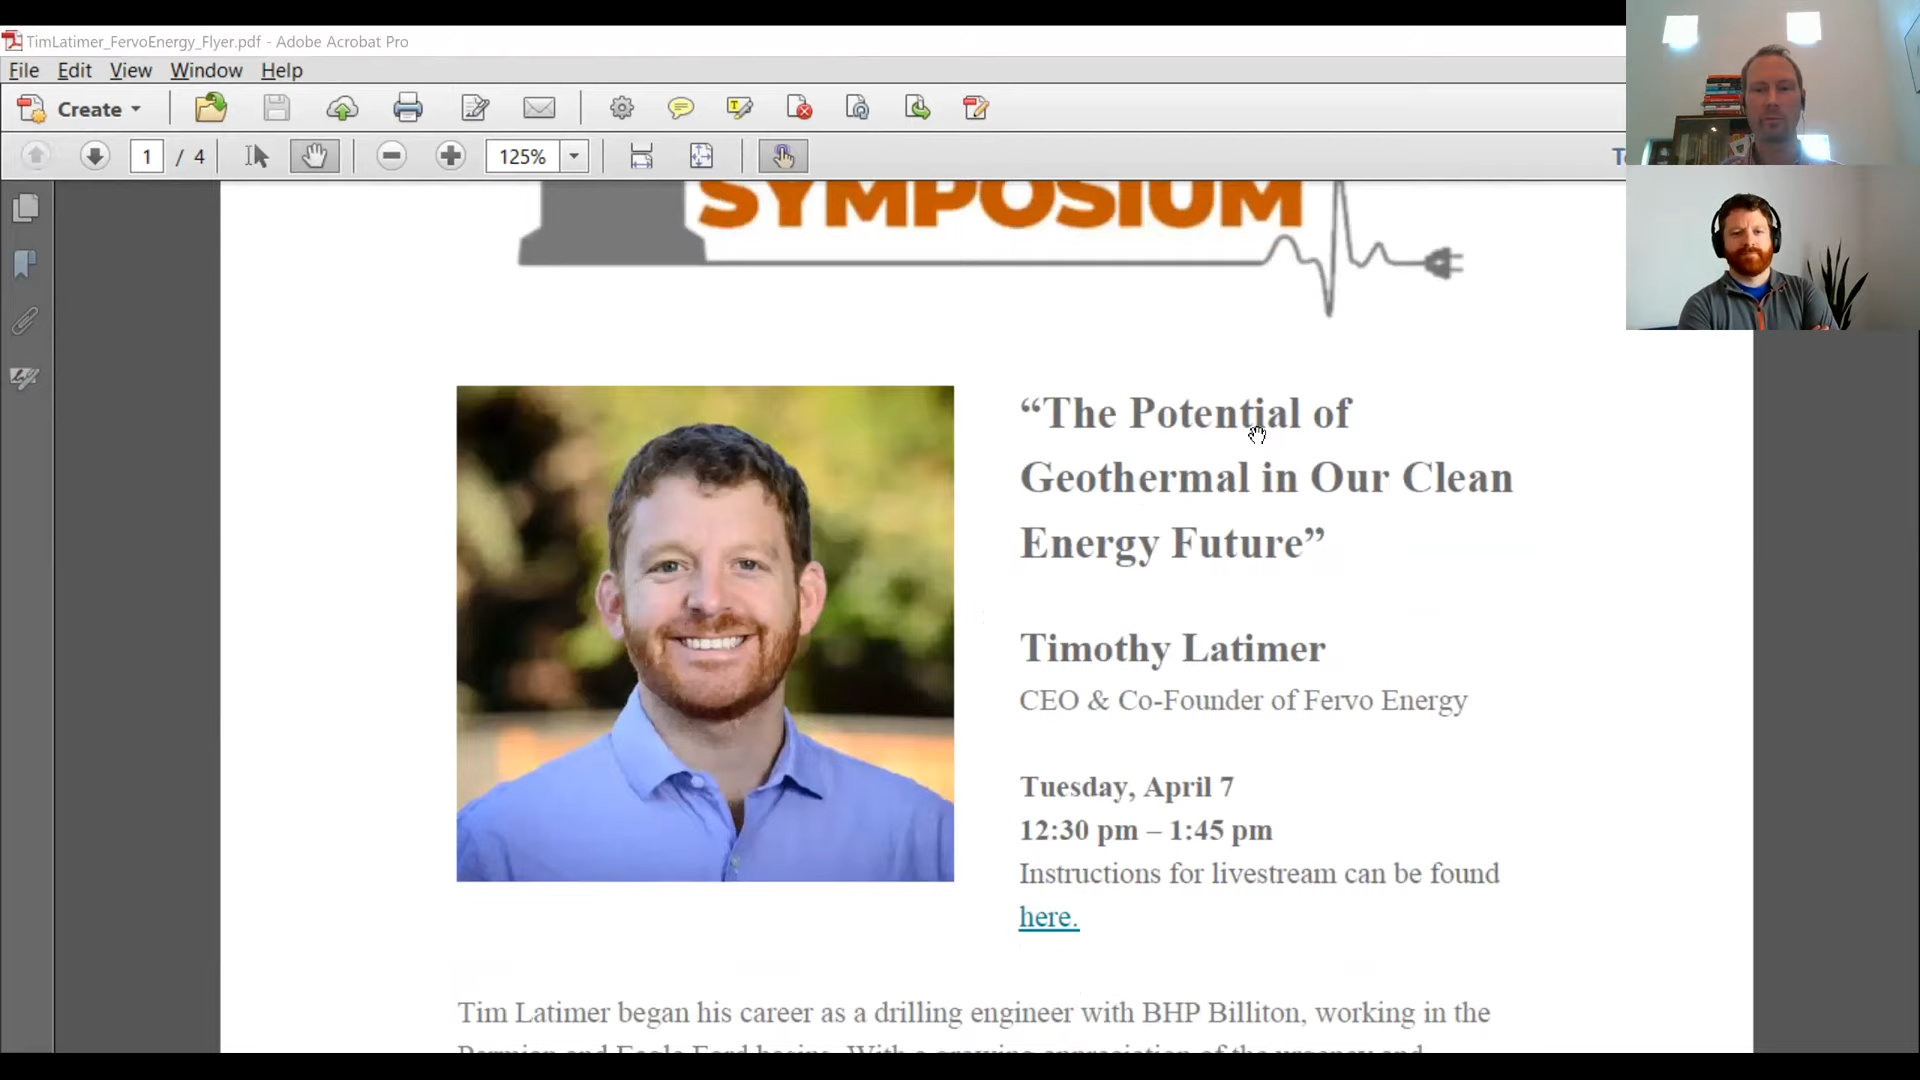 TimLatimer_FervoEnergy_Flyer.pdf - Adobe Acrobat Pro
File Edit View Window Help
Create
1 / 4 125%
SYMPOSIUM
“The Potential of
Geothermal in Our Clean
Energy Future”
Timothy Latimer
CEO & Co-Founder of Fervo Energy
Tuesday, April 7
12:30 pm – 1:45 pm
Instructions for livestream can be found
here.
Tim Latimer began his career as a drilling engineer with BHP Billiton, working in the